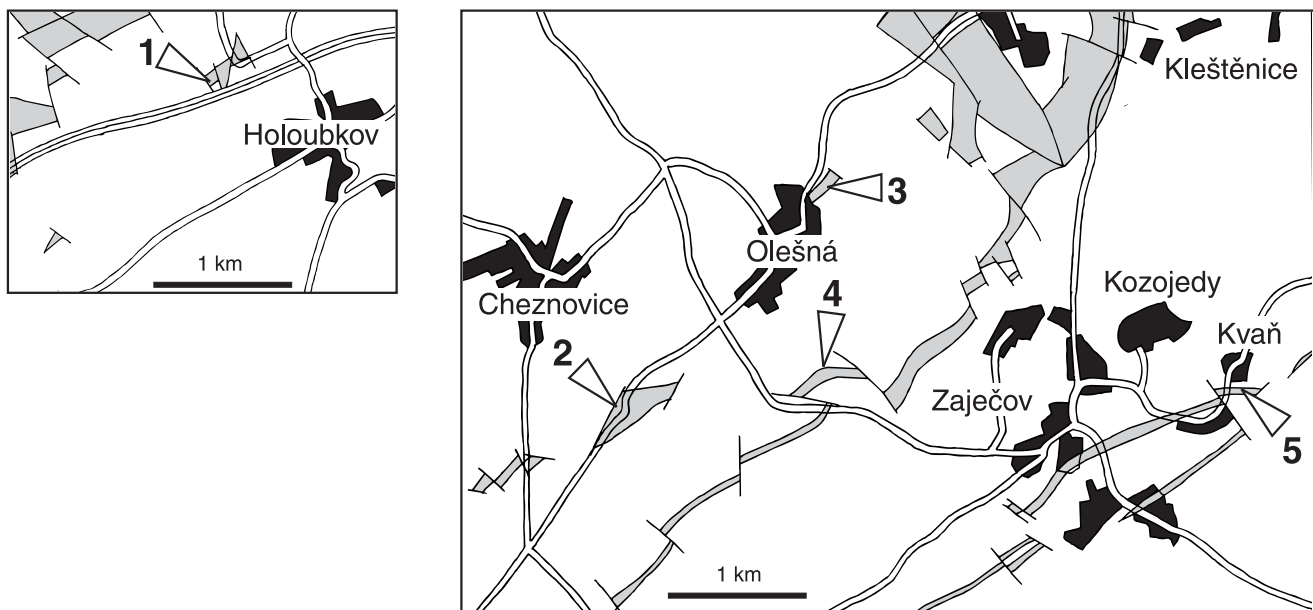 1
Holoubkov
1 km
Kleštěnice
3
Olešná
4
Kozojedy
Cheznovice
Kvaň
2
Zaječov
5
1 km